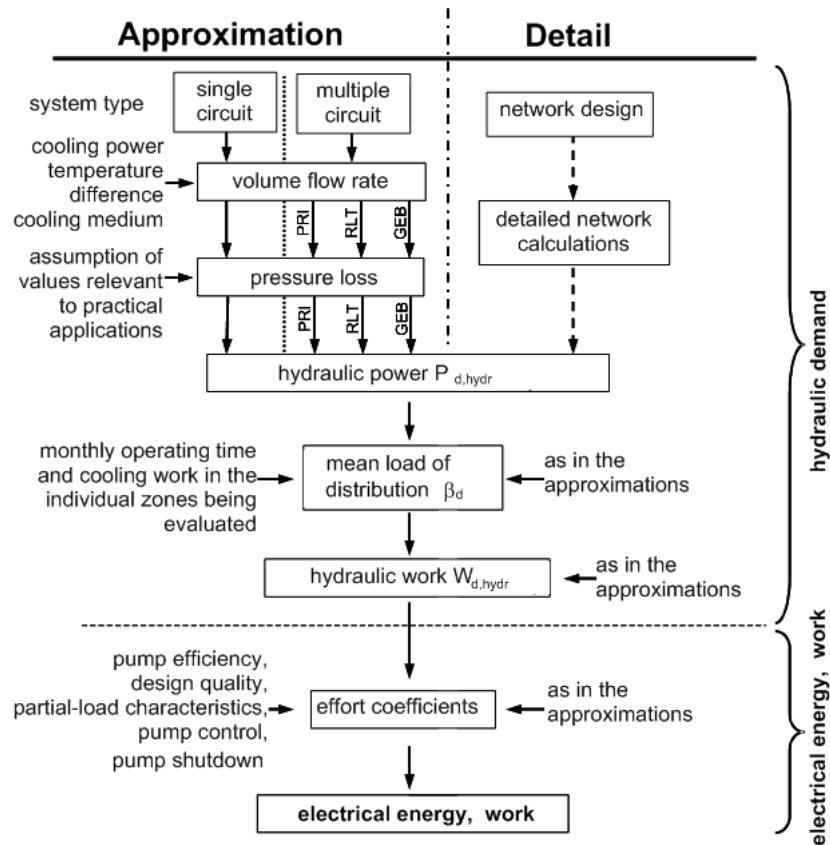 Approximation
Detail
system type
single
circuit
multiple
circuit
network design
cooling power
temperature
difference
cooling medium
volume flow rate
detailed network
calculations
PRI
RLT
GEB
assumption of
values relevant
to practical
applications
pressure loss
PRI
RLT
GEB
hydraulic power P d,hydr
monthly operating time
and cooling work in the
individual zones being
evaluated
mean load of
distribution βd
as in the
approximations
hydraulic work Wd,hydr
as in the
approximations
hydraulic demand
pump efficiency,
design quality,
partial-load characteristics,
pump control,
pump shutdown
effort coefficients
as in the
approximations
electrical energy, work
electrical energy, work